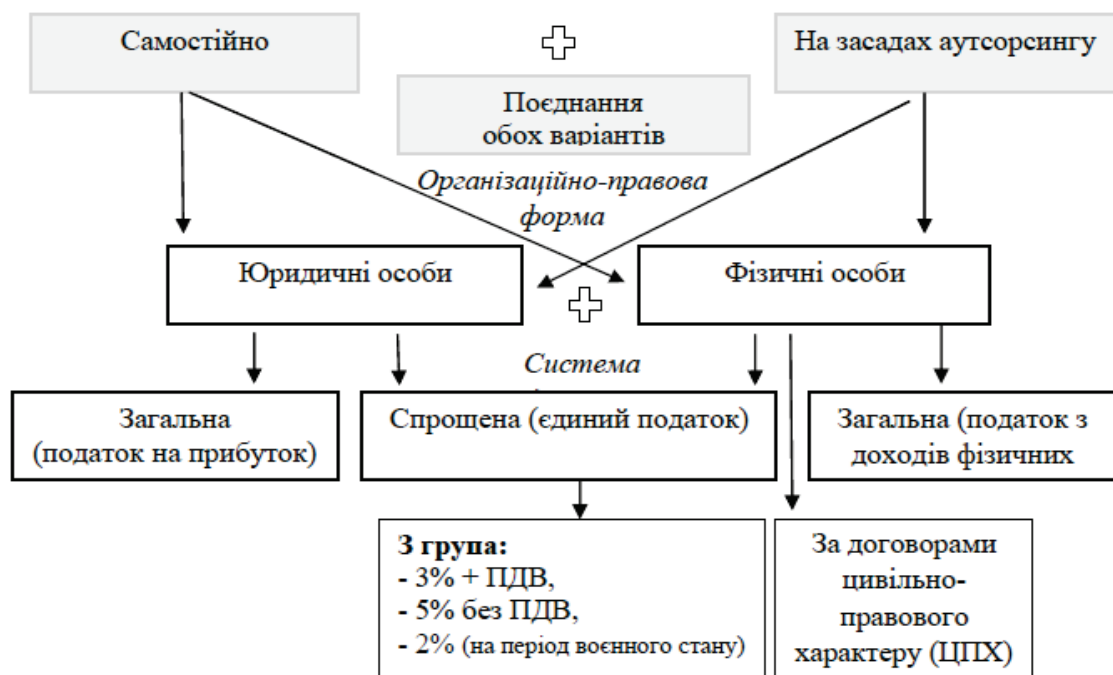 Самостійно
На засадах аутсорсингу
Поєднання
обох варіантів
Організаційно-правова
форма
Юридичні особи
Фізичні особи
Система
Загальна
(податок на прибуток)
Спрощена (єдиний податок)
Загальна (податок з
доходів фізичних
3 група:
- 3% + ПДВ,
- 5% без ПДВ,
- 2% (на період воєнного стану)
За договорами
цивільно-
правового
характеру (ЦПХ)